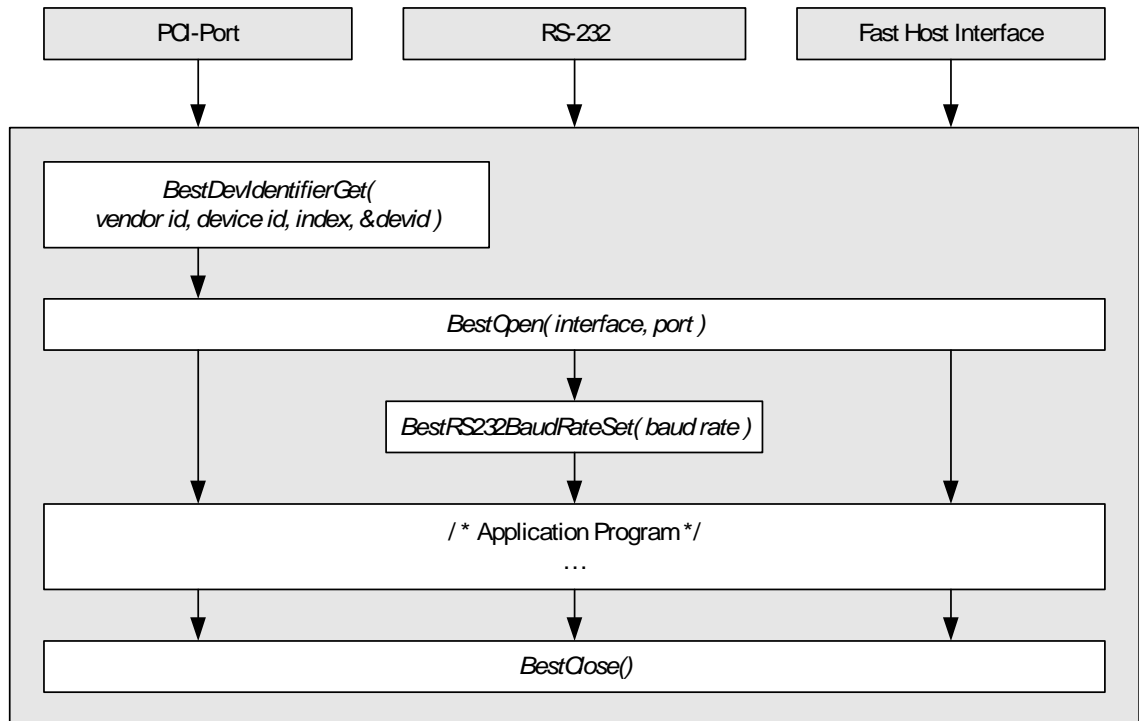 PCI-Port
RS-232
Fast Host Interface
BestDevIdentifierGet(
vendor id, device id, index, &devid )
BestOpen( interface, port )
BestRS232BaudRateSet( baud rate )
/ * Application Program */
…
BestClose()